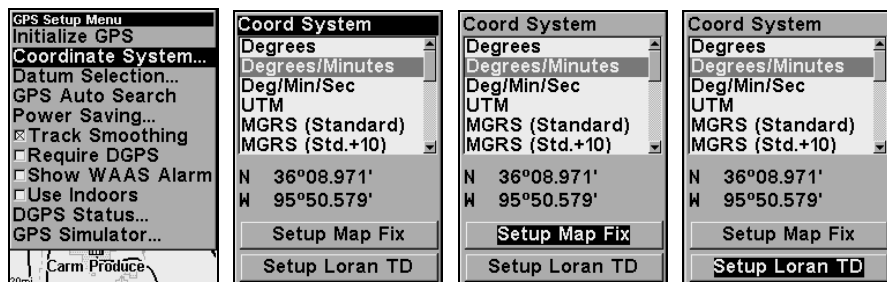 GPS Setup Menu
Initialize GPS
Coordinate System...
Datum Selection...
GPS Auto Search
Power Saving...
Track Smoothing
Require DGPS
Show WAAS Alarm
Use Indoors
DGPS Status...
GPS Simulator...
Carm Produce
Coord System
Degrees
Degrees/Minutes
Deg/Min/Sec
UTM
MGRS (Standard)
MGRS (Std.+10)
N 36º08.971'
W 95º50.579'
Setup Map Fix
Setup Loran TD
Coord System
Degrees
Degrees/Minutes
Deg/Min/Sec
UTM
MGRS (Standard)
MGRS (Std.+10)
N 36º08.971'
W 95º50.579'
Setup Map Fix
Setup Loran TD
Coord System
Degrees
Degrees/Minutes
Deg/Min/Sec
UTM
MGRS (Standard)
MGRS (Std.+10)
N 36º08.971'
W 95º50.579'
Setup Map Fix
Setup Loran TD